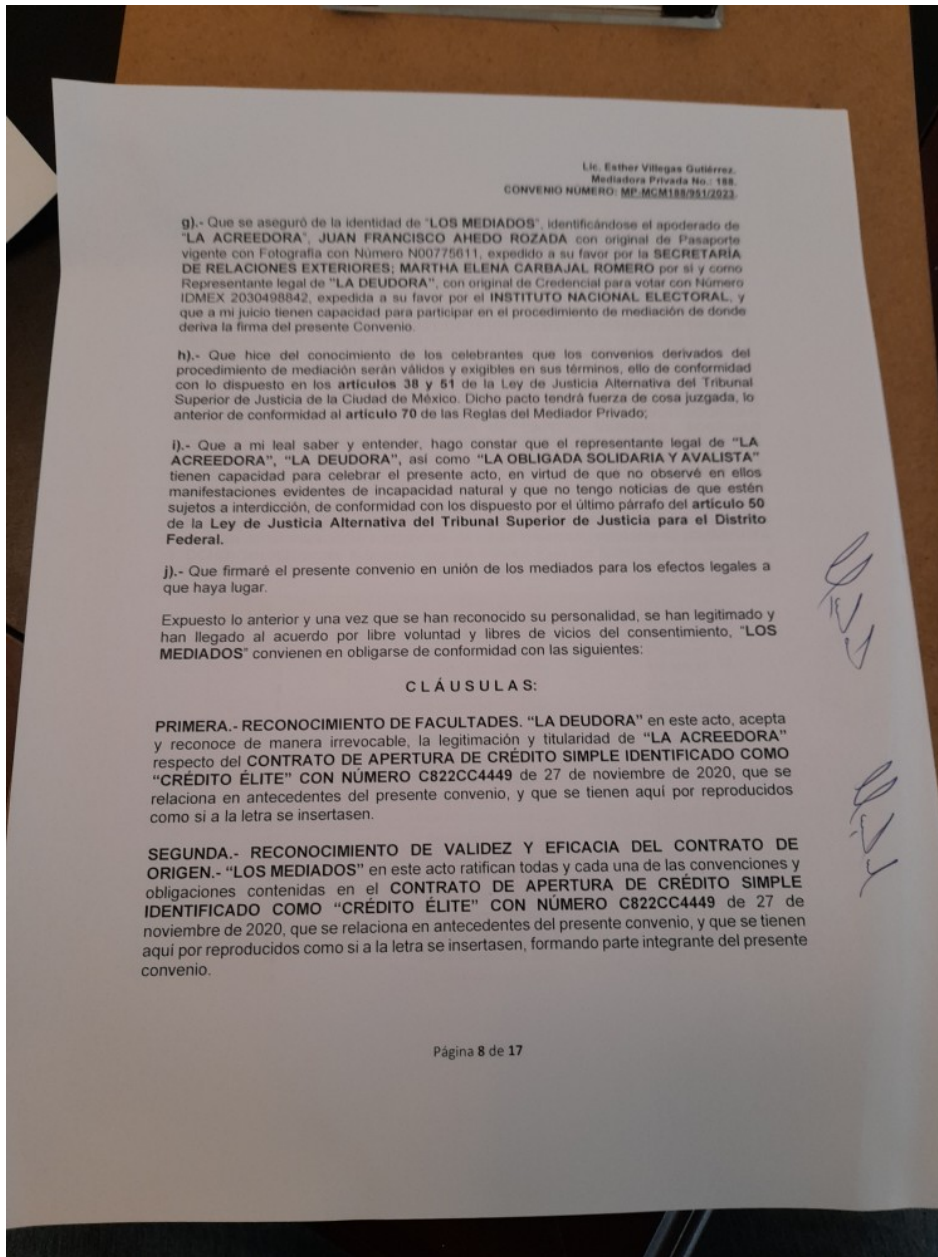 Lic. Esther Villegas Gutiérrez.
Mediadora Privada No.: 188.
CONVENIO NÚMERO: MP-MCM188/951/2023.
g).- Que se aseguró de la identidad de "LOS MEDIADOS", identificándose el apoderado de
"LA ACREEDORA", JUAN FRANCISCO AHEDO ROZADA con original de Pasaporte
vigente con Fotografía con Número N00775611, expedido a su favor por la SECRETARÍA
DE RELACIONES EXTERIORES; MARTHA ELENA CARBAJAL ROMERO por sí y como
Representante legal de "LA DEUDORA", con original de Credencial para votar con Número
IDMEX 2030498842, expedida a su favor por el INSTITUTO NACIONAL ELECTORAL, y
que a mi juicio tienen capacidad para participar en el procedimiento de mediación de donde
deriva la firma del presente Convenio.
h).- Que hice del conocimiento de los celebrantes que los convenios derivados del
procedimiento de mediación serán válidos y exigibles en sus términos, ello de conformidad
con lo dispuesto en los artículos 38 y 51 de la Ley de Justicia Alternativa del Tribunal
Superior de Justicia de la Ciudad de México. Dicho pacto tendrá fuerza de cosa juzgada, lo
anterior de conformidad al artículo 70 de las Reglas del Mediador Privado;
i).- Que a mi leal saber y entender, hago constar que el representante legal de "LA
ACREEDORA", "LA DEUDORA", así como "LA OBLIGADA SOLIDARIA Y AVALISTA"
tienen capacidad para celebrar el presente acto, en virtud de que no observé en ellos
manifestaciones evidentes de incapacidad natural y que no tengo noticias de que estén
sujetos a interdicción, de conformidad con los dispuesto por el último párrafo del artículo 50
de la Ley de Justicia Alternativa del Tribunal Superior de Justicia para el Distrito
Federal.
j).- Que firmaré el presente convenio en unión de los mediados para los efectos legales a
que haya lugar.
Expuesto lo anterior y una vez que se han reconocido su personalidad, se han legitimado y
han llegado al acuerdo por libre voluntad y libres de vicios del consentimiento, "LOS
MEDIADOS" convienen en obligarse de conformidad con las siguientes:
C L Á U S U L A S:
PRIMERA.- RECONOCIMIENTO DE FACULTADES. "LA DEUDORA" en este acto, acepta
y reconoce de manera irrevocable, la legitimación y titularidad de "LA ACREEDORA"
respecto del CONTRATO DE APERTURA DE CRÉDITO SIMPLE IDENTIFICADO COMO
"CRÉDITO ÉLITE" CON NÚMERO C822CC4449 de 27 de noviembre de 2020, que se
relaciona en antecedentes del presente convenio, y que se tienen aquí por reproducidos
como si a la letra se insertasen.
SEGUNDA.- RECONOCIMIENTO DE VALIDEZ Y EFICACIA DEL CONTRATO DE
ORIGEN.- "LOS MEDIADOS" en este acto ratifican todas y cada una de las convenciones y
obligaciones contenidas en el CONTRATO DE APERTURA DE CRÉDITO SIMPLE
IDENTIFICADO COMO "CRÉDITO ÉLITE" CON NÚMERO C822CC4449 de 27 de
noviembre de 2020, que se relaciona en antecedentes del presente convenio, y que se tienen
aquí por reproducidos como si a la letra se insertasen, formando parte integrante del presente
convenio.
Página 8 de 17